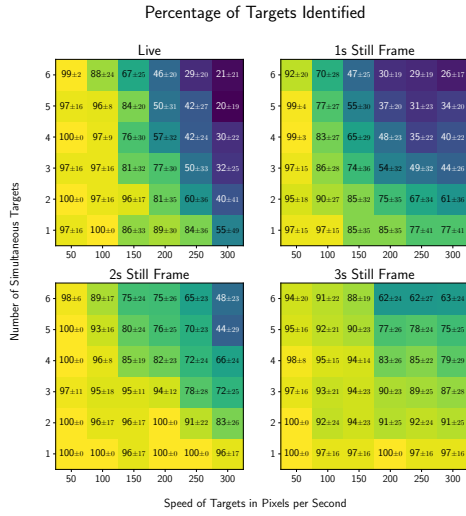 Percentage of Targets Identified
Live
6 99±2 88±24 67±25 46±20 29±20 21±21
5 97±16 96±8 84±20 50±31 42±27 20±19
4 100±0 97±9 76±30 57±32 42±24 30±22
3 97±16 97±16 81±32 77±30 50±33 32±25
2 100±0 97±16 96±17 81±35 60±36 40±41
1 97±16 100±0 86±33 89±30 84±36 55±49
50 100 150 200 250 300
1s Still Frame
6 92±20 70±28 47±25 30±19 29±19 26±17
5 99±4 77±27 55±30 37±20 31±23 34±20
4 99±3 83±27 65±29 48±23 35±22 40±22
3 97±15 86±28 74±36 54±32 49±32 44±26
2 95±18 90±27 85±32 75±35 67±34 61±36
1 97±15 97±15 85±35 85±35 77±41 77±41
50 100 150 200 250 300
2s Still Frame
6 98±6 89±17 75±24 75±26 65±23 48±23
5 100±0 93±16 80±24 76±25 70±23 44±29
4 100±0 96±8 85±19 82±23 72±24 66±24
3 97±11 95±18 95±11 94±12 78±28 72±25
2 100±0 96±17 96±17 100±0 91±22 83±26
1 100±0 100±0 96±17 100±0 100±0 96±17
50 100 150 200 250 300
3s Still Frame
6 94±20 91±22 88±19 62±24 62±27 63±24
5 95±16 92±21 90±23 77±26 78±24 75±25
4 98±8 95±15 94±14 83±26 85±22 79±29
3 97±16 93±21 94±23 90±23 89±25 87±28
2 100±0 92±24 94±23 91±25 92±24 91±25
1 100±0 97±16 97±16 100±0 97±16 97±16
50 100 150 200 250 300
Number of Simultaneous Targets
Speed of Targets in Pixels per Second